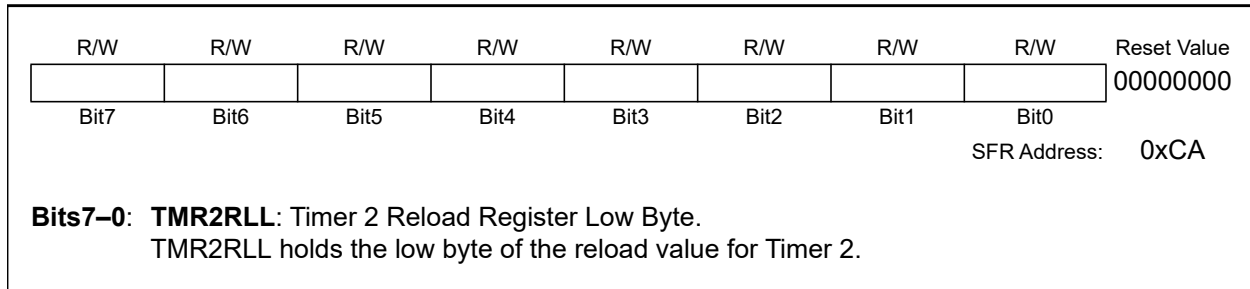 R/W R/W R/W R/W R/W R/W R/W R/W Reset Value
00000000
Bit7 Bit6 Bit5 Bit4 Bit3 Bit2 Bit1 Bit0
SFR Address: 0xCA
Bits7–0: TMR2RLL: Timer 2 Reload Register Low Byte.
TMR2RLL holds the low byte of the reload value for Timer 2.